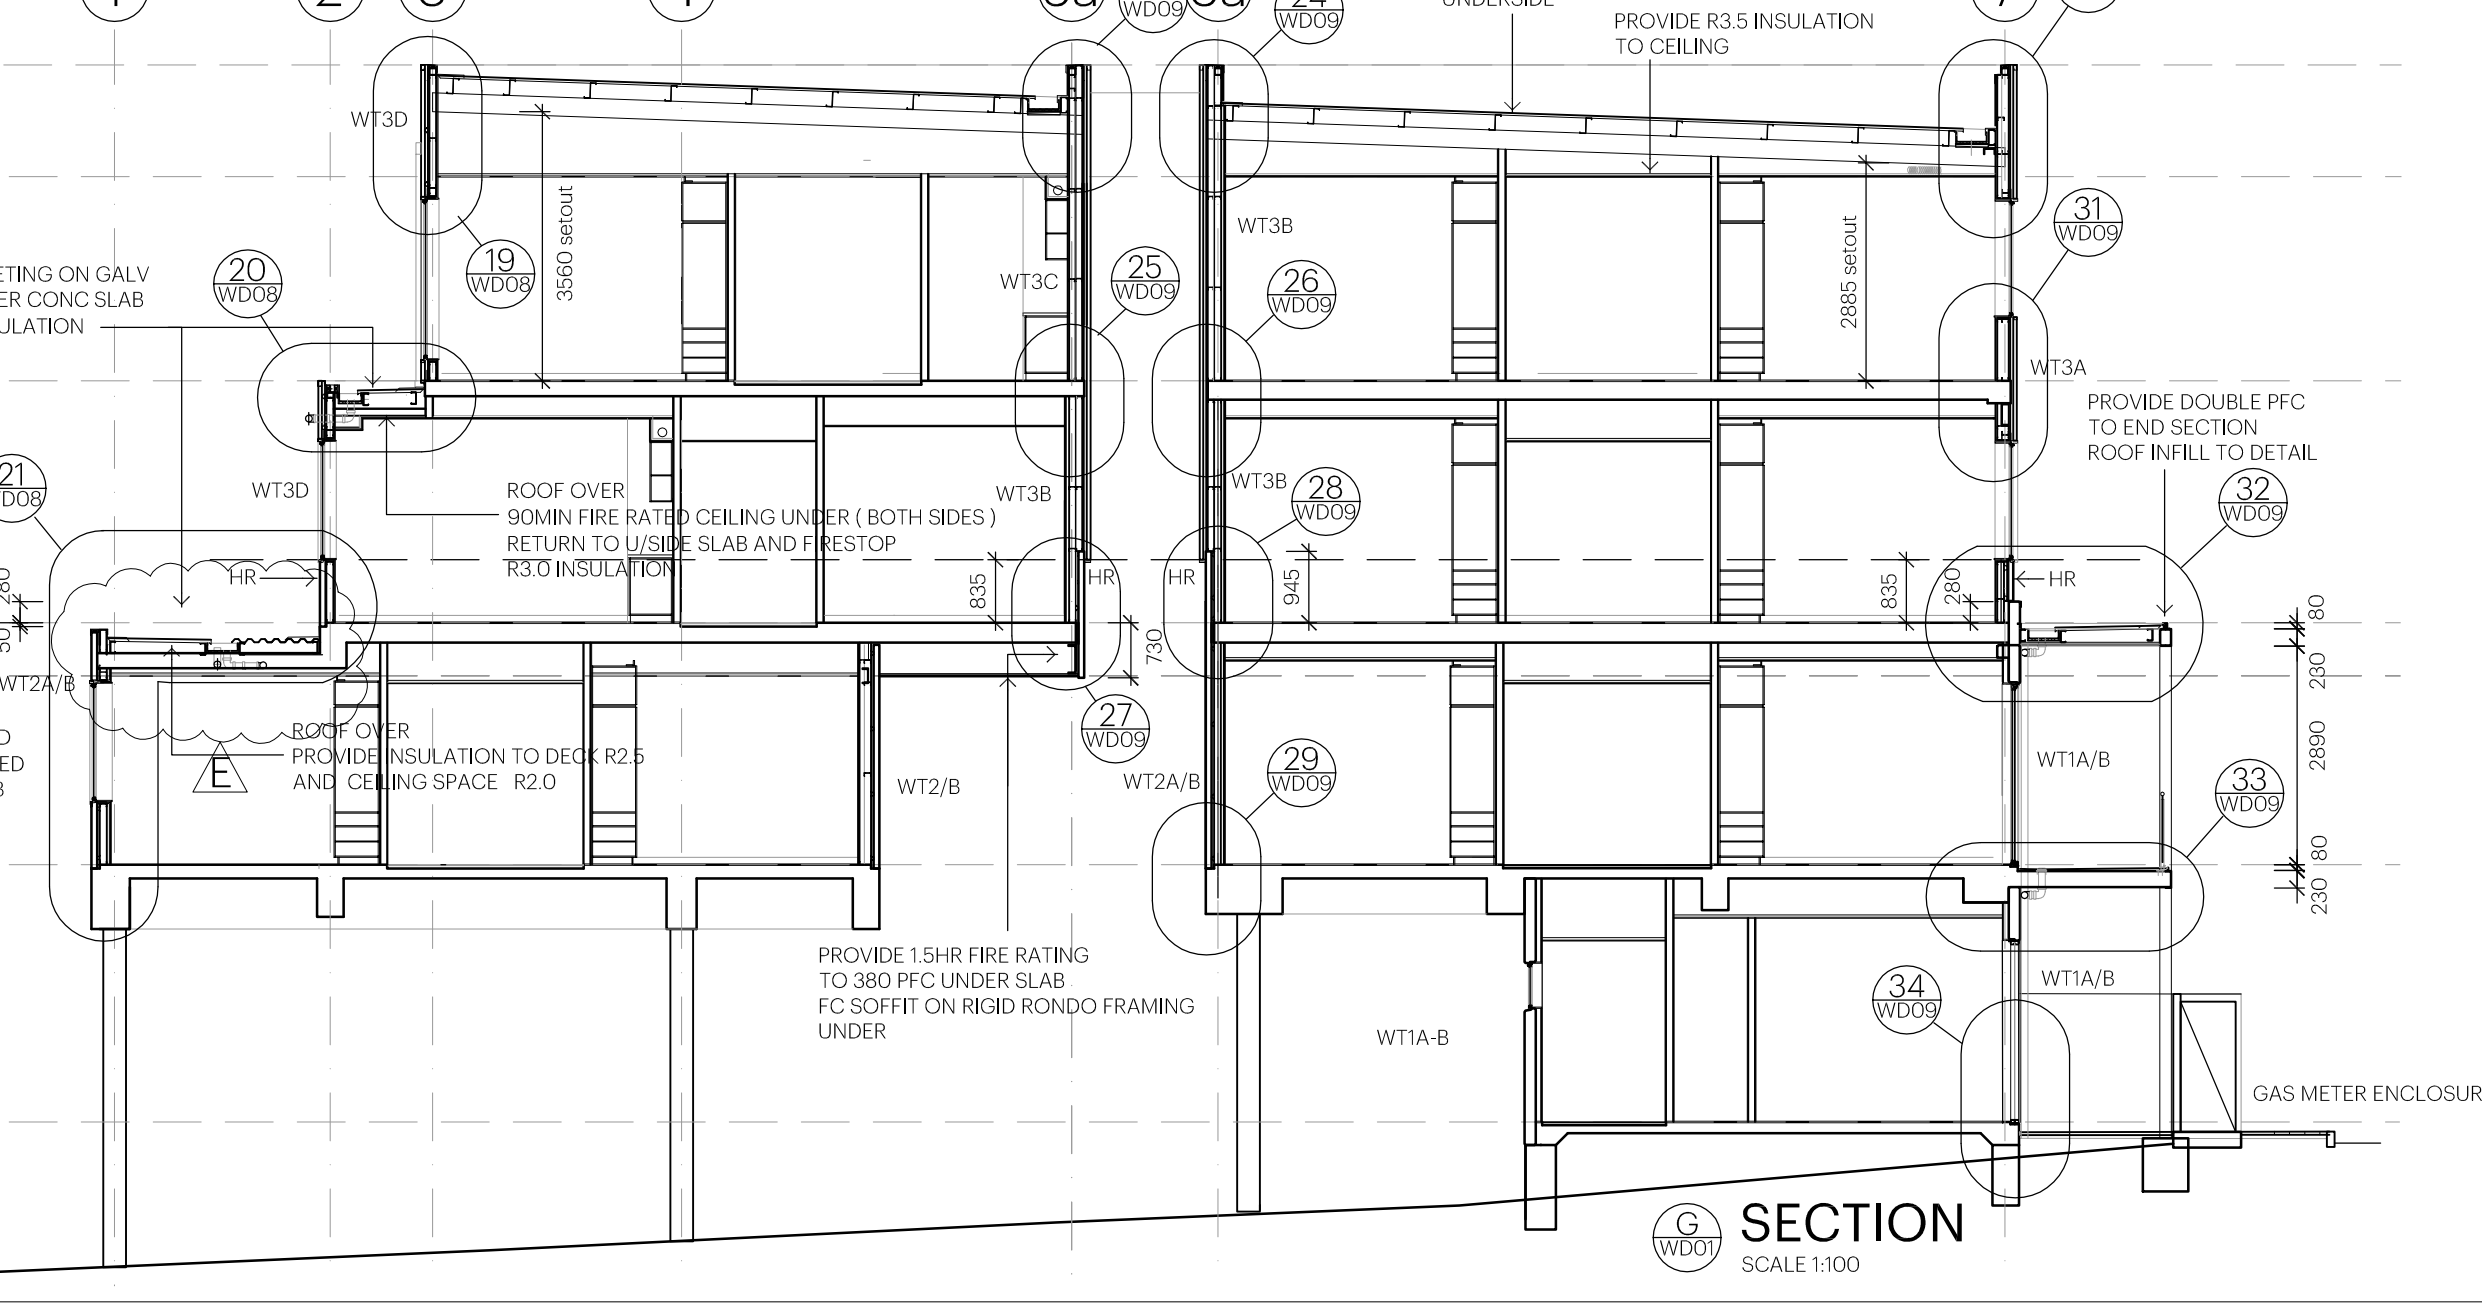 WD09
24
WD09
UNDERSIDE
PROVIDE R3.5 INSULATION
TO CEILING
WT3D
3560 setout
19
WD08
WT3C
25
WD09
WT3B
26
WD09
2885 setout
31
WD09
WT3A
20
WD08
ETING ON GALV
ER CONC SLAB
ULATION
PROVIDE DOUBLE PFC
TO END SECTION
ROOF INFILL TO DETAIL
32
WD09
21
WD08
WT3D
ROOF OVER
90MIN FIRE RATED CEILING UNDER ( BOTH SIDES )
RETURN TO U/SIDE SLAB AND FIRESTOP
R3.0 INSULATION
WT3B
WT3B
28
WD09
HR
835
HR
HR
945
835
280
HR
280
50
730
80
230
2890
80
230
WT2A/B
ROOF OVER
PROVIDE INSULATION TO DECK R2.5
AND CEILING SPACE R2.0
E
D
ED
WT2/B
27
WD09
WT2A/B
29
WD09
WT1A/B
33
WD09
PROVIDE 1.5HR FIRE RATING
TO 380 PFC UNDER SLAB
FC SOFFIT ON RIGID RONDO FRAMING
UNDER
WT1A-B
34
WD09
WT1A/B
GAS METER ENCLOSUR
G
WD01
SECTION
SCALE 1:100